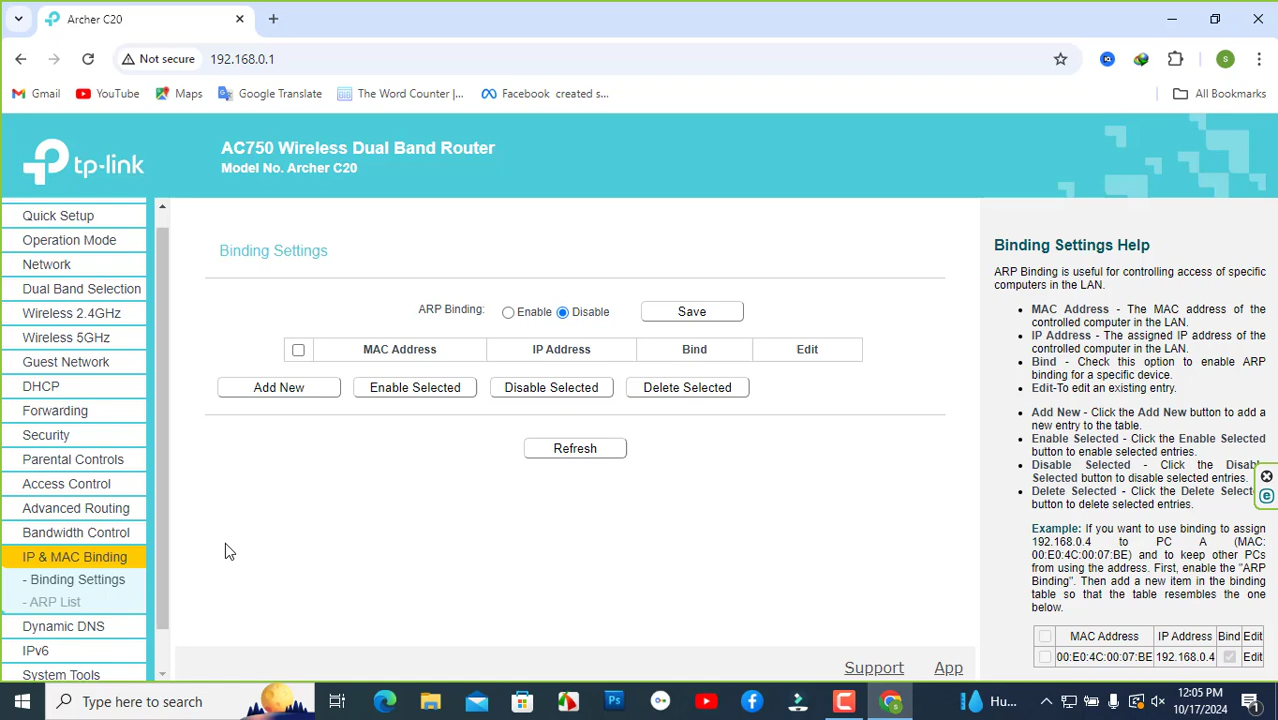 Archer C20
Not secure 192.168.0.1
S
Gmail YouTube Maps Google Translate The Word Counter |... Facebook created s... All Bookmarks
tp-link
AC750 Wireless Dual Band Router
Model No. Archer C20
Quick Setup
Operation Mode
Network
Dual Band Selection
Wireless 2.4GHz
Wireless 5GHz
Guest Network
DHCP
Forwarding
Security
Parental Controls
Access Control
Advanced Routing
Bandwidth Control
IP & MAC Binding
- Binding Settings
- ARP List
Dynamic DNS
IPv6
System Tools
Binding Settings
ARP Binding: Enable Disable Save
MAC Address IP Address Bind Edit
Add New Enable Selected Disable Selected Delete Selected
Refresh
Support App
Binding Settings Help
ARP Binding is useful for controlling access of specific
computers in the LAN.
MAC Address - The MAC address of the
controlled computer in the LAN.
IP Address - The assigned IP address of the
controlled computer in the LAN.
Bind - Check this option to enable ARP
binding for a specific device.
Edit-To edit an existing entry.
Add New - Click the Add New button to add a
new entry to the table.
Enable Selected - Click the Enable Selected
button to enable selected entries.
Disable Selected - Click the Disab
Selected button to disable selected entries.
Delete Selected - Click the Delete Select
button to delete selected entries.
Example: If you want to use binding to assign
192.168.0.4 to PC A (MAC:
00:E0:4C:00:07:BE) and to keep other PCs
from using the address. First, enable the "ARP
Binding". Then add a new item in the binding
table so that the table resembles the one
below.
MAC Address IP Address Bind Edit
00:E0:4C:00:07:BE 192.168.0.4 Edit
Type here to search
Ps
Hu...
12:05 PM
10/17/2024
1